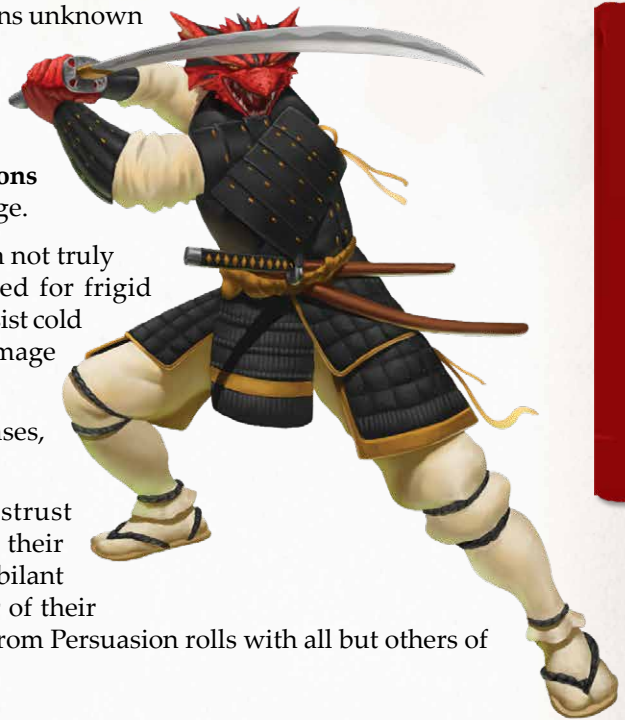 ns unknown
ons
ge.
n not truly
ed for frigid
ist cold
mage
ses,
strust
their
bilant
of their
rom Persuasion rolls with all but others of